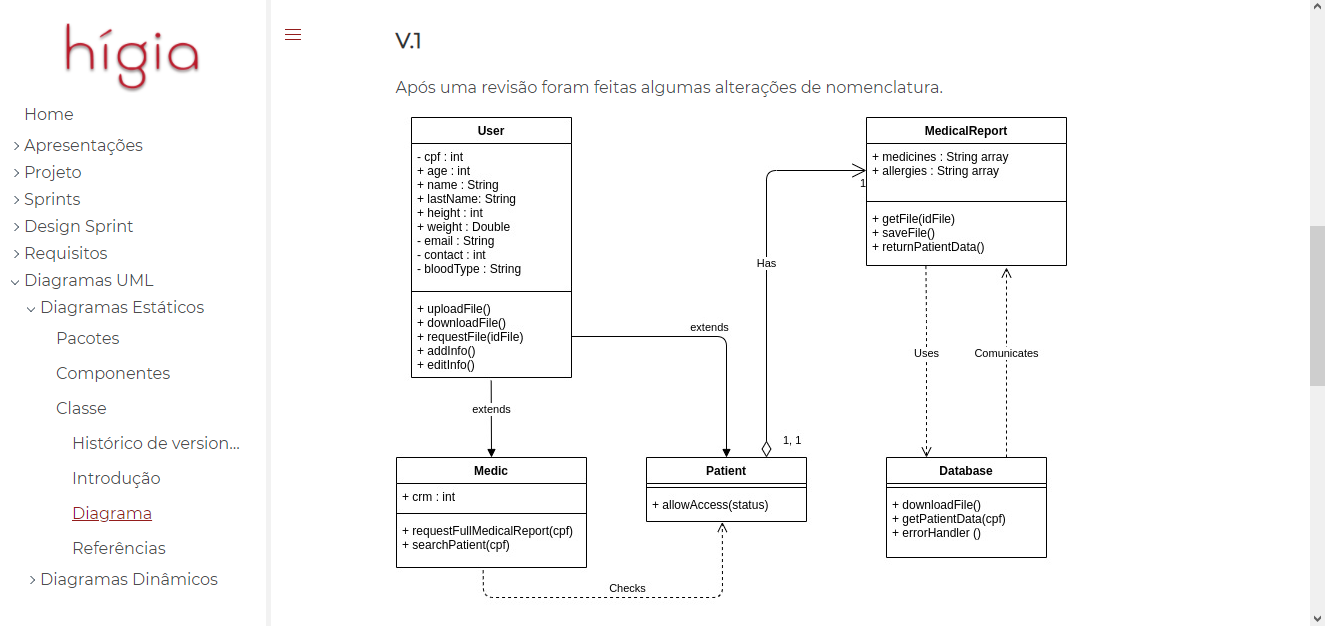 hígia
Home
Apresentações
Projeto
Sprints
Design Sprint
Requisitos
Diagramas UML
Diagramas Estáticos
Pacotes
Componentes
Classe
Histórico de version...
Introdução
Diagrama
Referências
Diagramas Dinâmicos
V.1
Após uma revisão foram feitas algumas alterações de nomenclatura.
User
- cpf : int
+ age : int
+ name : String
+ lastName: String
+ height : int
+ weight : Double
- email : String
- contact : int
- bloodType : String
+ uploadFile()
+ downloadFile()
+ requestFile(idFile)
+ addInfo()
+ editInfo()
MedicalReport
+ medicines : String array
+ allergies : String array
+ getFile(idFile)
+ saveFile()
+ returnPatientData()
1
Has
extends
extends
Uses
Comunicates
1, 1
Medic
+ crm : int
+ requestFullMedicalReport(cpf)
+ searchPatient(cpf)
Patient
+ allowAccess(status)
Database
+ downloadFile()
+ getPatientData(cpf)
+ errorHandler ()
Checks